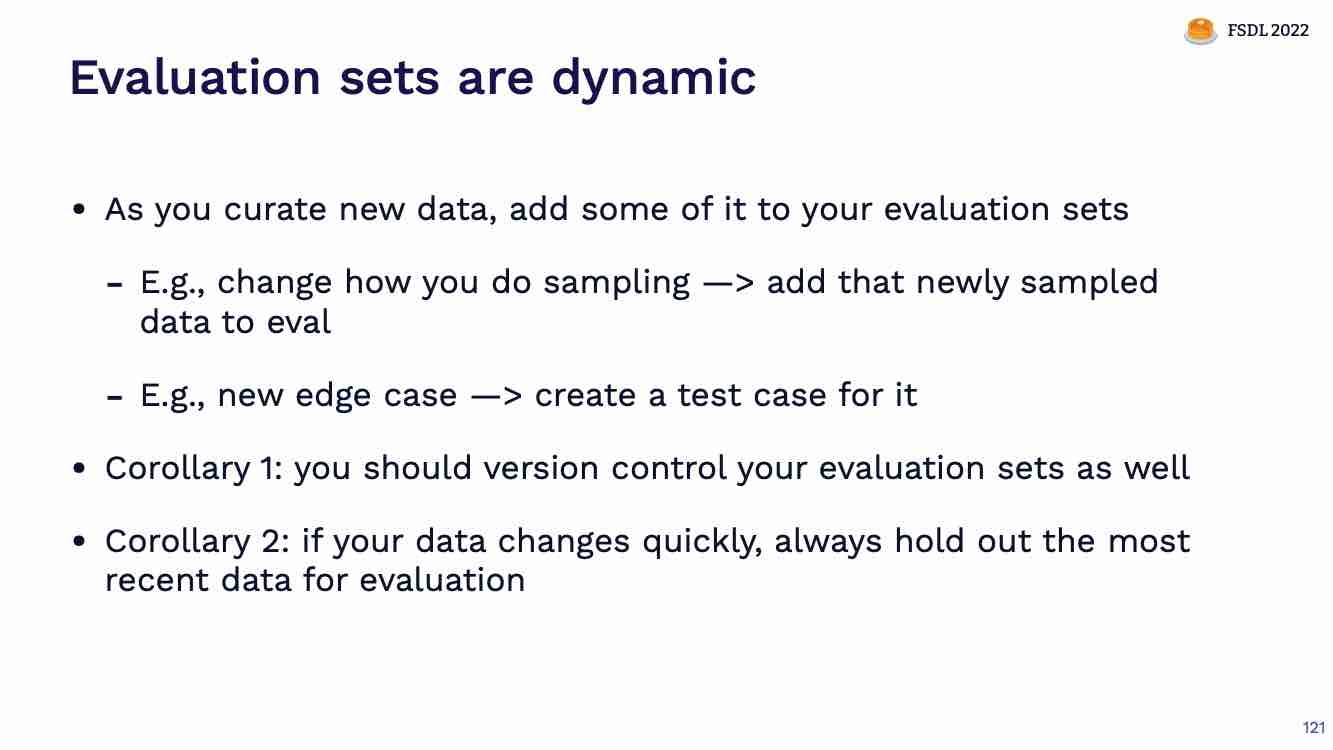 FSDL 2022
Evaluation sets are dynamic
• As you curate new data, add some of it to your evaluation sets
– E.g., change how you do sampling —> add that newly sampled
data to eval
– E.g., new edge case —> create a test case for it
• Corollary 1: you should version control your evaluation sets as well
• Corollary 2: if your data changes quickly, always hold out the most
recent data for evaluation
121